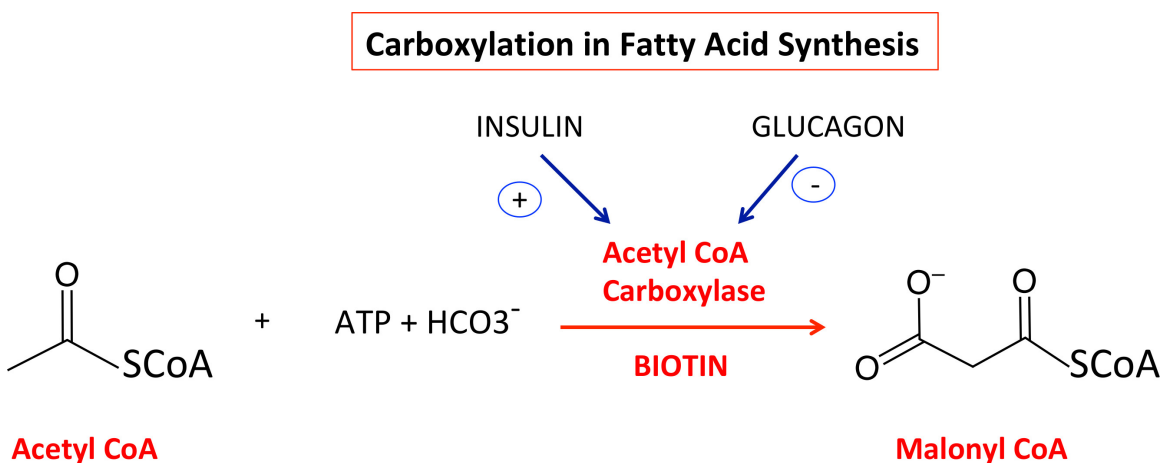 Carboxylation in Fatty Acid Synthesis
INSULIN
GLUCAGON
+
-
Acetyl CoA
Carboxylase
O
SCoA
+
ATP + HCO3⁻
BIOTIN
O⁻
O
O
SCoA
Acetyl CoA
Malonyl CoA